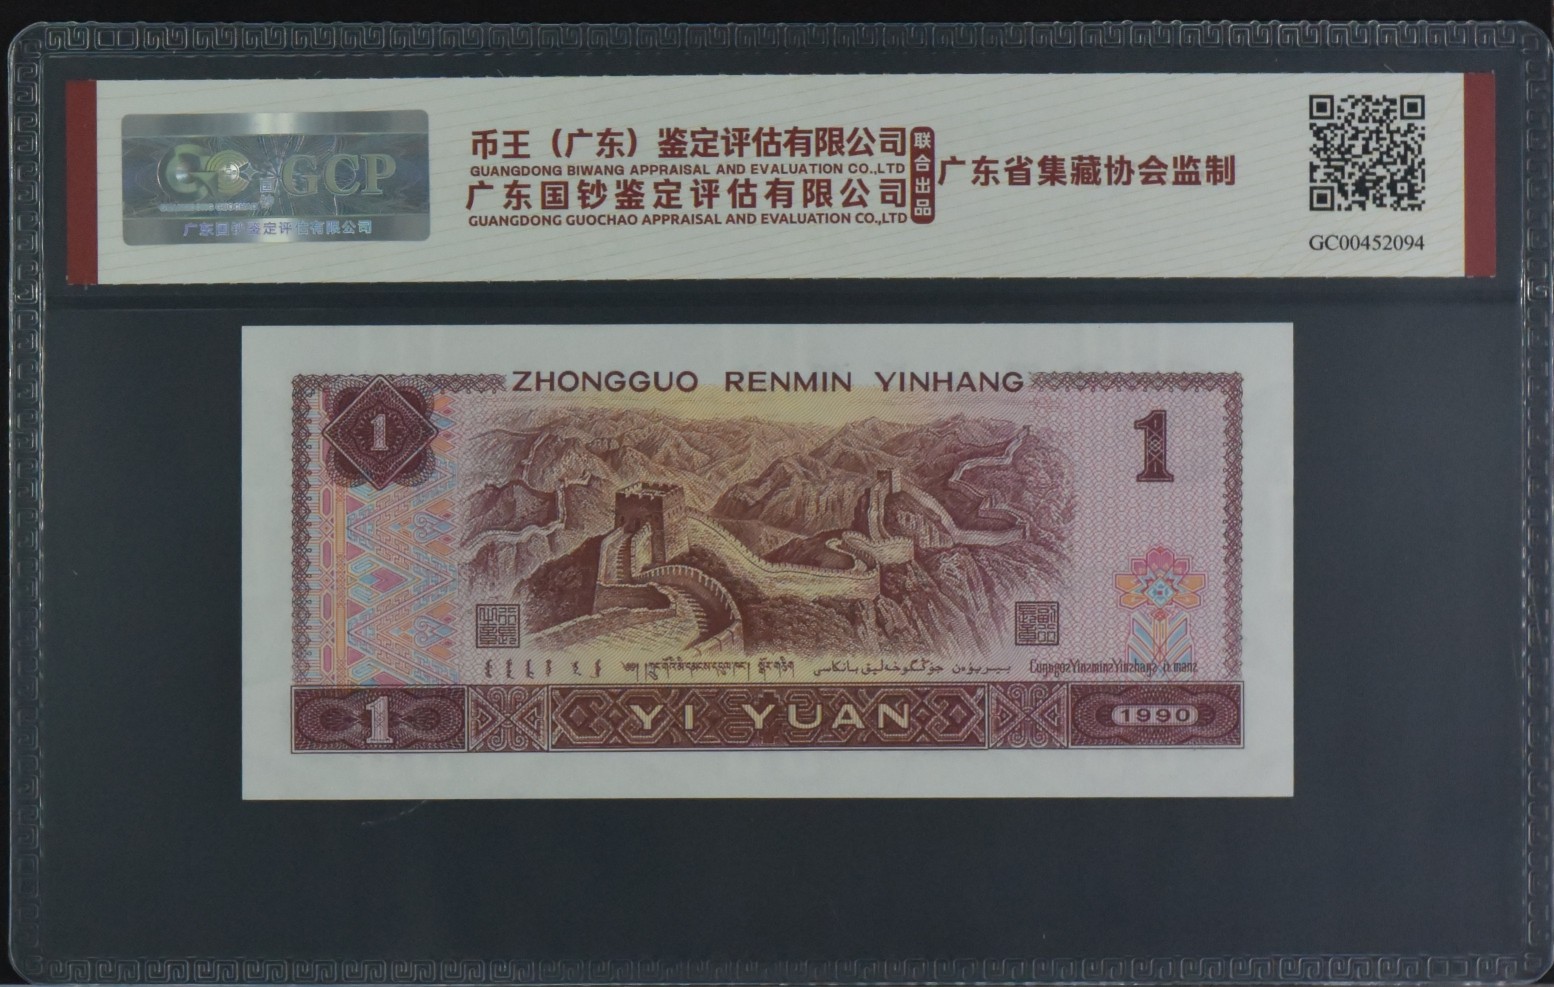 GCP
广东国钞鉴定评估有限公司
币王（广东）鉴定评估有限公司
GUANGDONG BIWANG APPRAISAL AND EVALUATION CO.,LTD
广东国钞鉴定评估有限公司
GUANGDONG GUOCHAO APPRAISAL AND EVALUATION CO.,LTD
联合出品
广东省集藏协会监制
GC00452094
ZHONGGUO RENMIN YINHANG
1
1
1
YI YUAN
1990